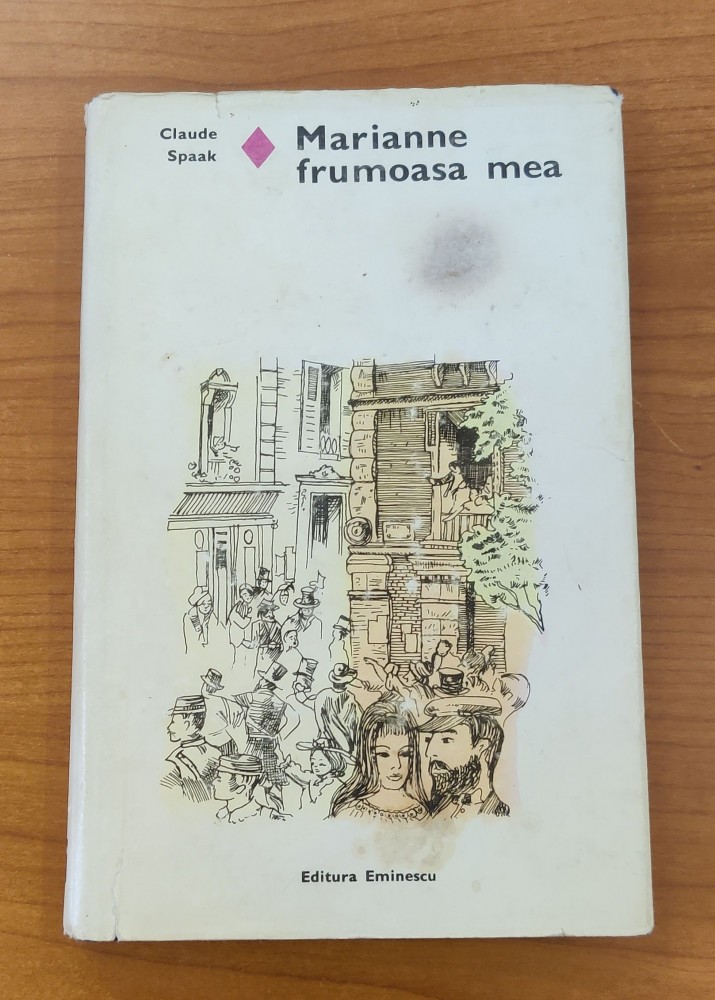 Claude
Spaak
Marianne
frumoasa mea
Editura Eminescu